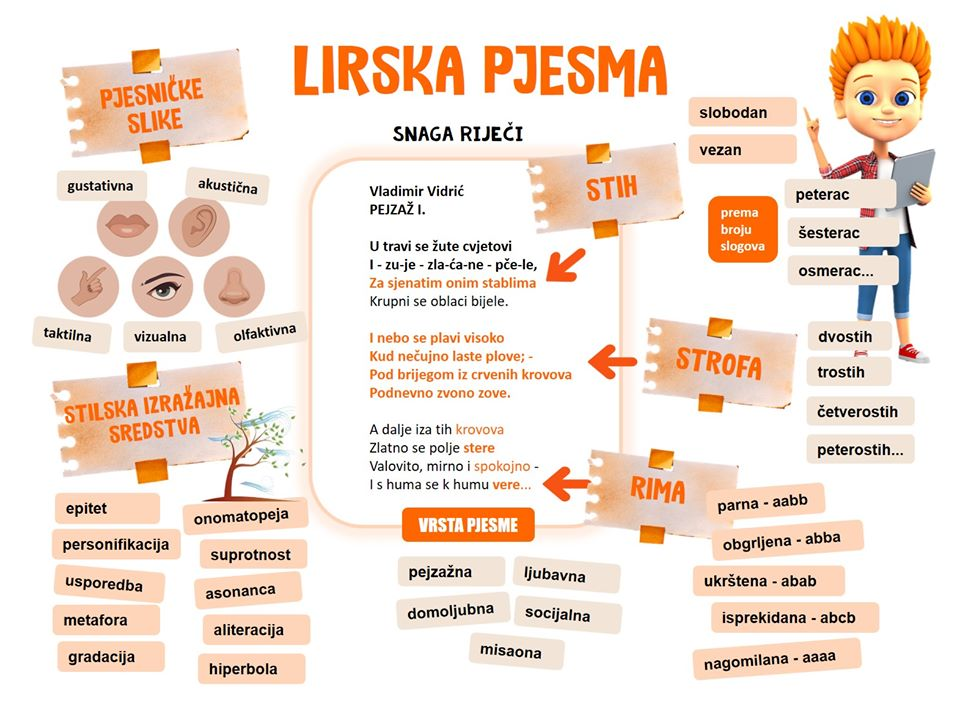 LIRSKA PJESMA
PJESNIČKE
SLIKE
gustativna
akustična
taktilna
vizualna
olfaktivna
STILSKA IZRAŽAJNA
SREDSTVA
epitet
personifikacija
usporedba
metafora
gradacija
onomatopeja
suprotnost
asonanca
aliteracija
hiperbola
SNAGA RIJEČI
Vladimir Vidrić
PEJZAŽ I.
U travi se žute cvjetovi
I - zu-je - zla-ća-ne - pče-le,
Za sjenatim onim stablima
Krupni se oblaci bijele.
I nebo se plavi visoko
Kud nečujno laste plove; -
Pod brijegom iz crvenih krovova
Podnevno zvono zove.
A dalje iza tih krovova
Zlatno se polje stere
Valovito, mirno i spokojno -
I s huma se k humu vere...
VRSTA PJESME
pejzažna
ljubavna
domoljubna
socijalna
misaona
STIH
slobodan
vezan
prema
broju
slogova
peterac
šesterac
osmerac...
STROFA
dvostih
trostih
četverostih
peterostih...
RIMA
parna - aabb
obgrljena - abba
ukrštena - abab
isprekidana - abcb
nagomilana - aaaa